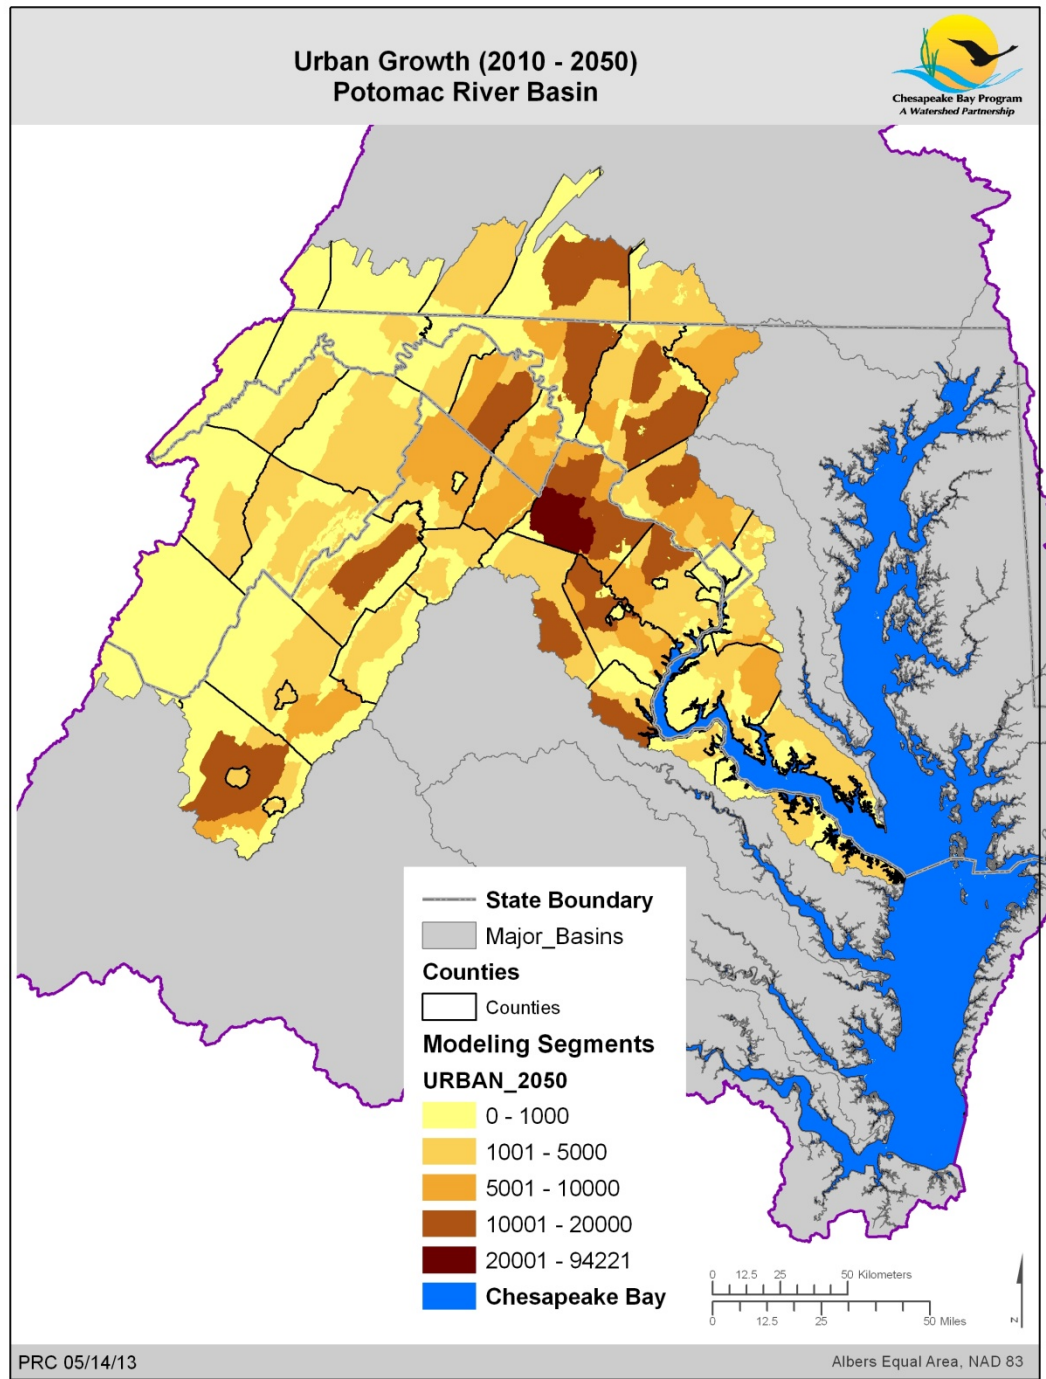 Urban Growth (2010 - 2050)
Potomac River Basin
Chesapeake Bay Program
A Watershed Partnership
State Boundary
Major_Basins
Counties
Counties
Modeling Segments
URBAN_2050
0 - 1000
1001 - 5000
5001 - 10000
10001 - 20000
20001 - 94221
Chesapeake Bay
0 12.5 25 50 Kilometers
0 12.5 25 50 Miles
N
PRC 05/14/13
Albers Equal Area, NAD 83